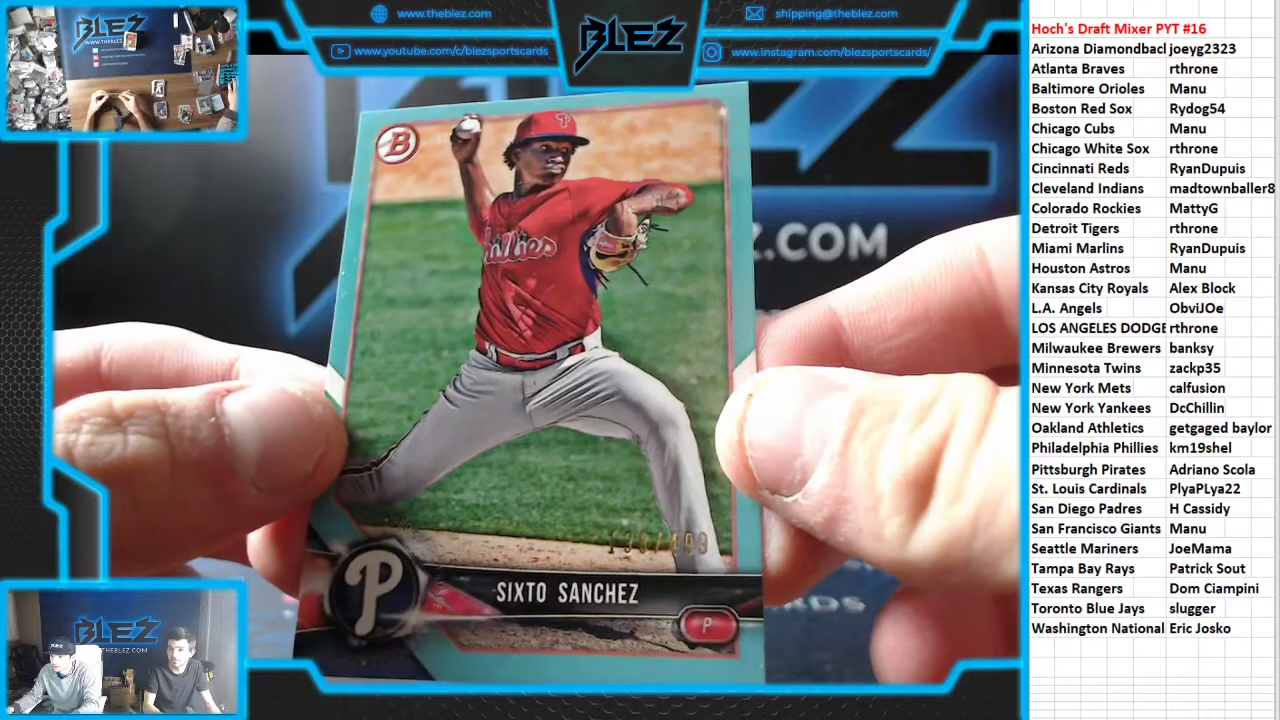 BLEZ
www.theblez.com
shipping@theblez.com
www.youtube.com/c/blezsportscards
BLEZ
www.instagram.com/blezsportscards/
Z.COM
B
P
Phillies
SIXTO SANCHEZ
P
P
BLEZ
THEBLEZ.COM
Hoch's Draft Mixer PYT #16
Arizona Diamondbacl joeyg2323
Atlanta Braves rthrone
Baltimore Orioles Manu
Boston Red Sox Rydog54
Chicago Cubs Manu
Chicago White Sox rthrone
Cincinnati Reds RyanDupuis
Cleveland Indians madtownballer8
Colorado Rockies MattyG
Detroit Tigers rthrone
Miami Marlins RyanDupuis
Houston Astros Manu
Kansas City Royals Alex Block
L.A. Angels ObviJOe
LOS ANGELES DODGE rthrone
Milwaukee Brewers banksy
Minnesota Twins zackp35
New York Mets calfusion
New York Yankees DcChillin
Oakland Athletics getgaged baylor
Philadelphia Phillies km19shel
Pittsburgh Pirates Adriano Scola
St. Louis Cardinals PlyaPLya22
San Diego Padres H Cassidy
San Francisco Giants Manu
Seattle Mariners JoeMama
Tampa Bay Rays Patrick Sout
Texas Rangers Dom Ciampini
Toronto Blue Jays slugger
Washington National Eric Josko